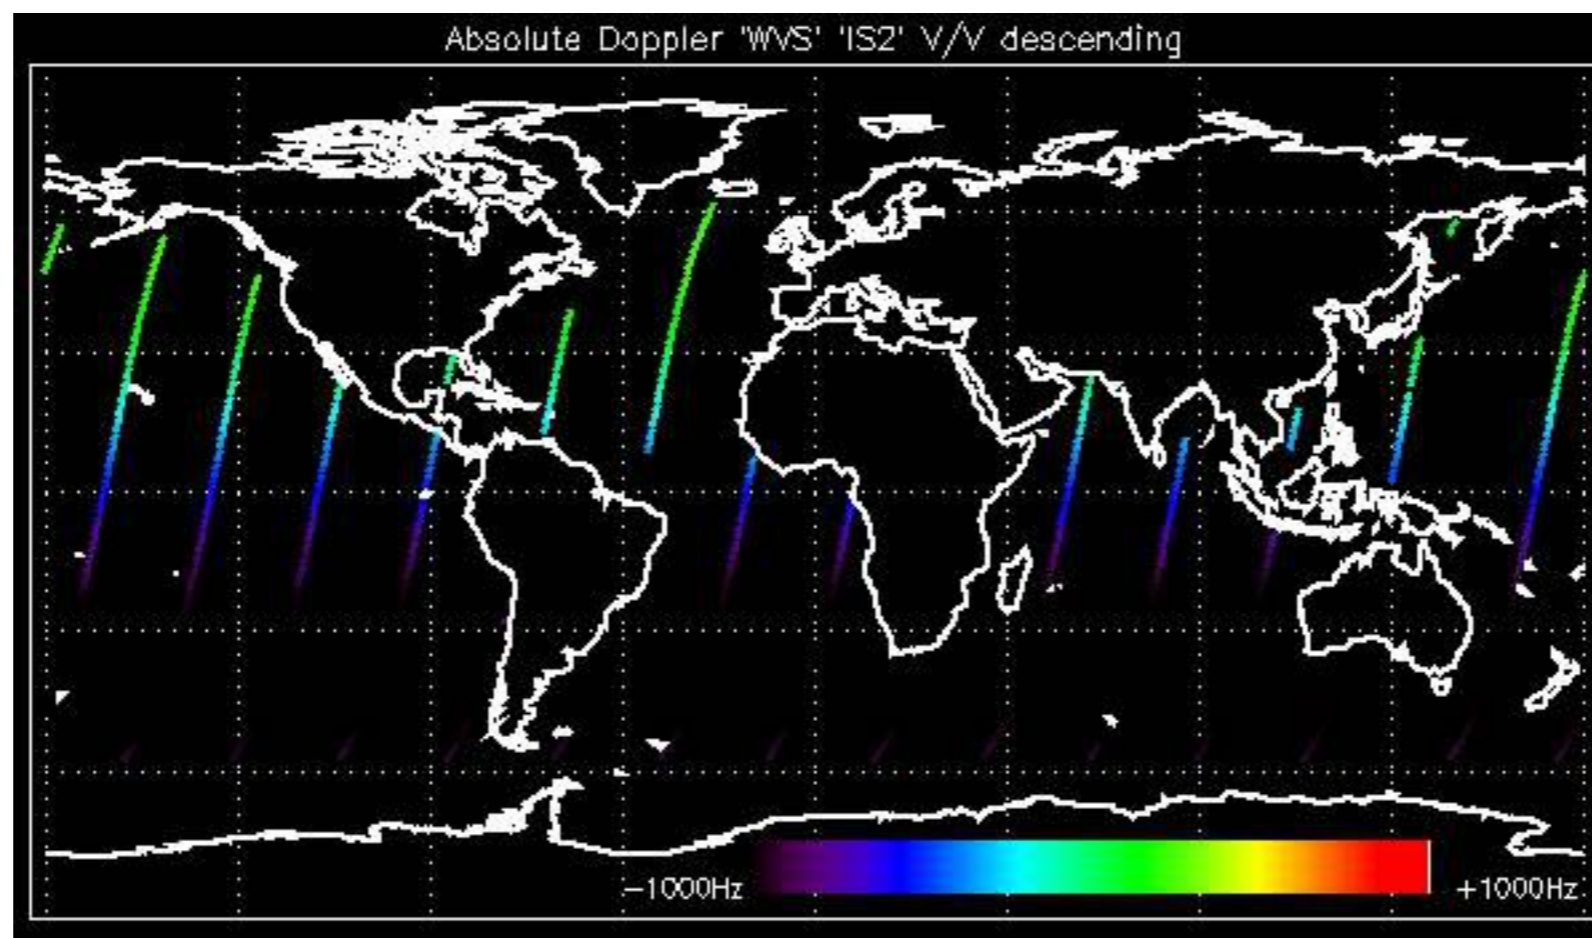 Absolute Doppler 'WVS' 'IS2' V/V descending
−1000Hz +1000Hz